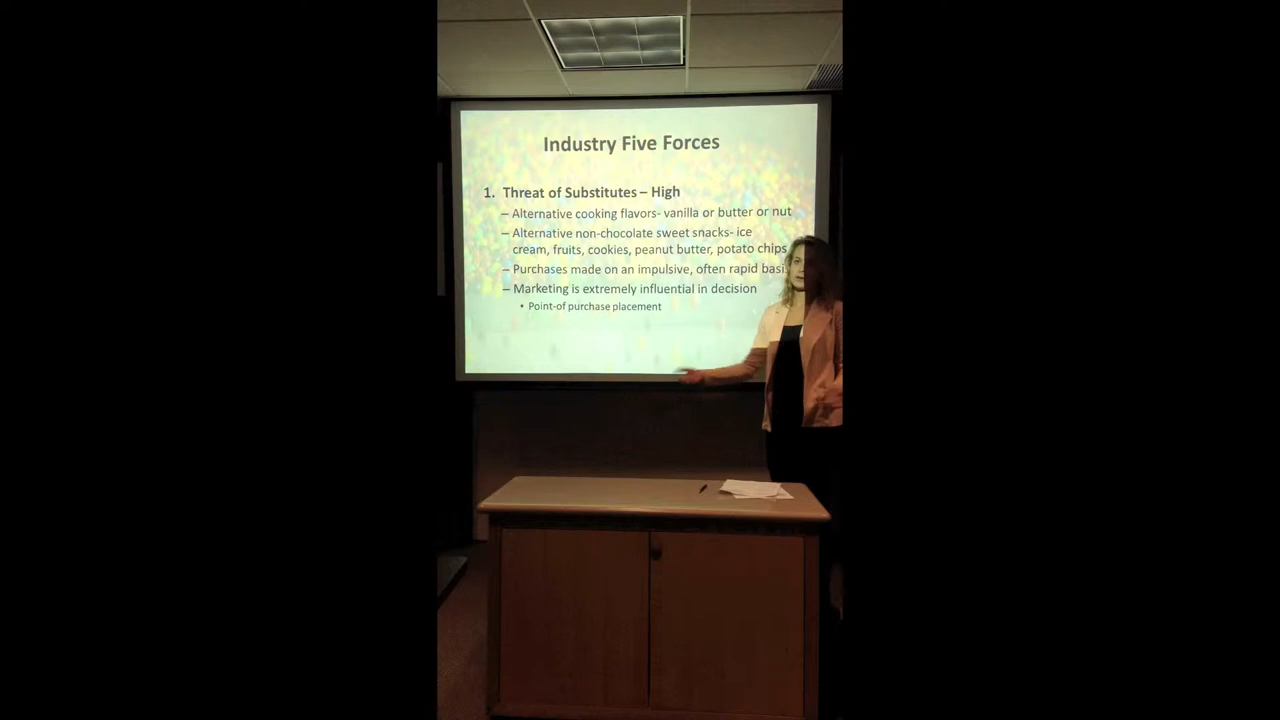 Industry Five Forces
1. Threat of Substitutes – High
– Alternative cooking flavors- vanilla or butter or nut
– Alternative non-chocolate sweet snacks- ice
cream, fruits, cookies, peanut butter, potato chips
– Purchases made on an impulsive, often rapid basi
– Marketing is extremely influential in decision
• Point-of purchase placement